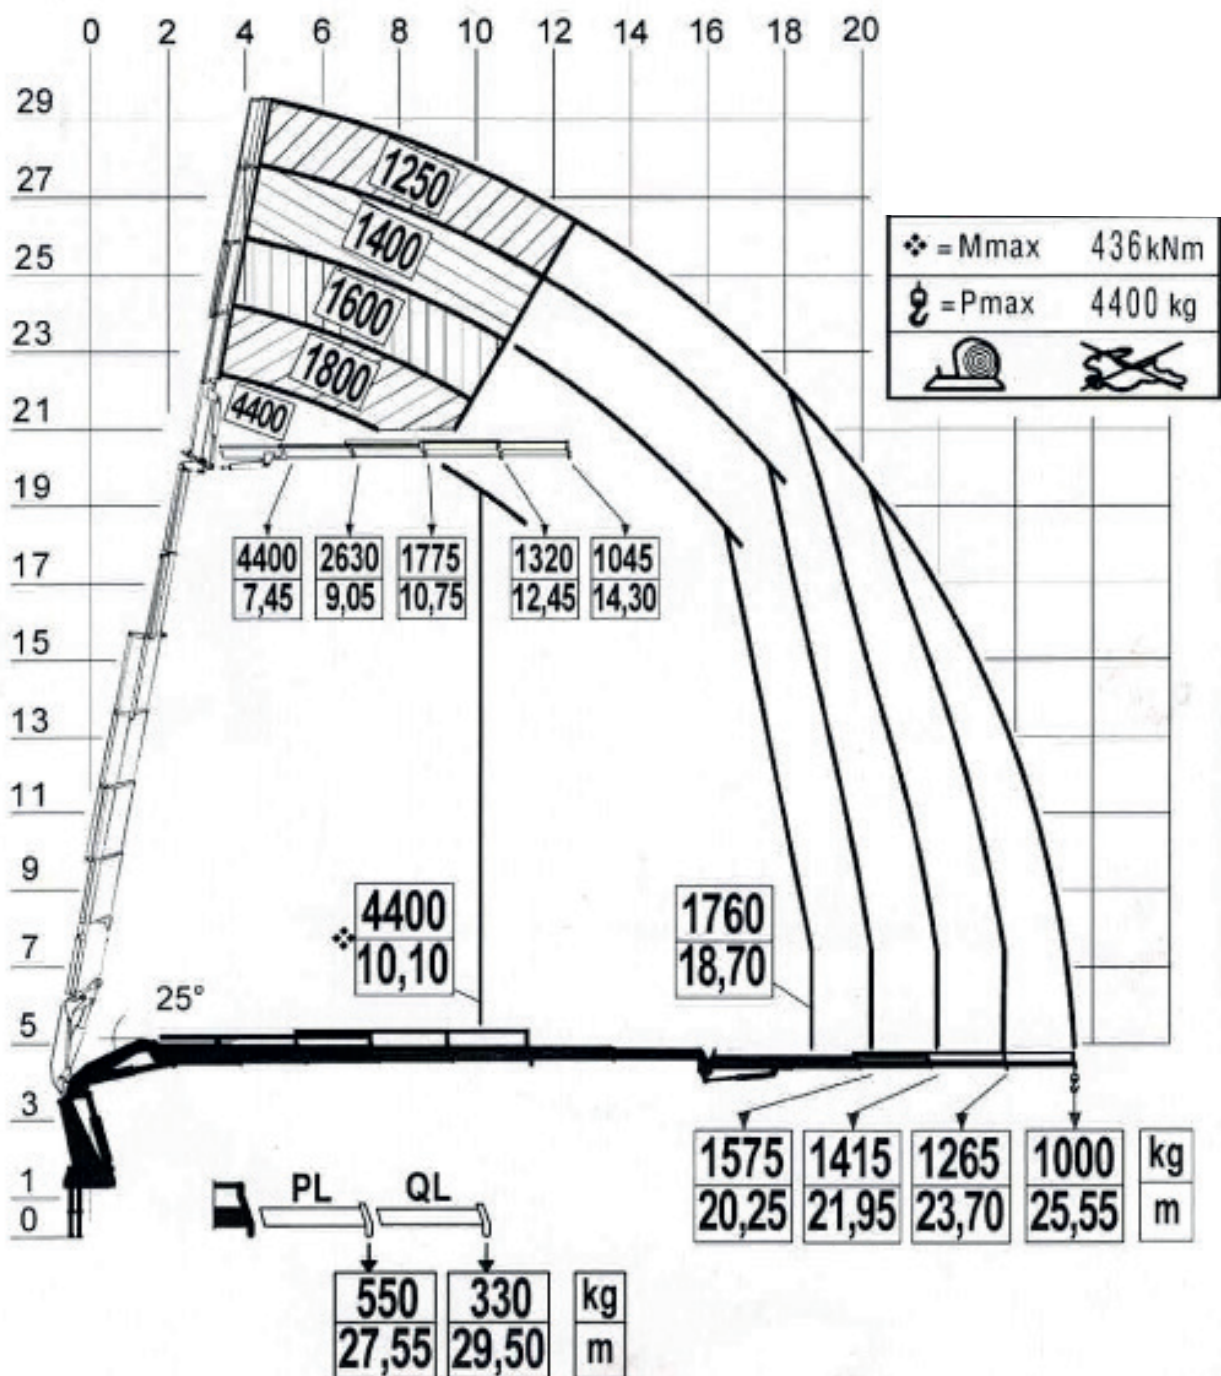 0 2 4 6 8 10 12 14 16 18 20
29
27
25
23
21
19
17
15
13
11
9
7
5
3
1
0
1250
1400
1600
1800
4400
= Mmax 436kNm
= Pmax 4400 kg
4400 2630 1775 1320 1045
7,45 9,05 10,75 12,45 14,30
4400
10,10
1760
18,70
25°
1575 1415 1265 1000 kg
20,25 21,95 23,70 25,55 m
PL QL
550 330 kg
27,55 29,50 m